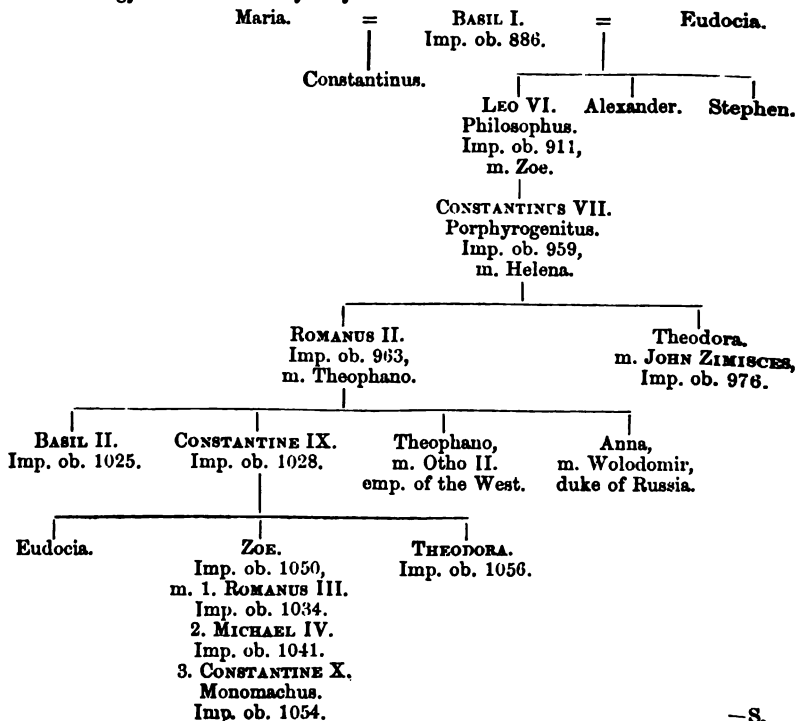 Maria. = BASIL I. = Eudocia.
Imp. ob. 886.
Constantinus.
LEO VI. Alexander. Stephen.
Philosophus.
Imp. ob. 911,
m. Zoe.
CONSTANTINUS VII.
Porphyrogenitus.
Imp. ob. 959,
m. Helena.
ROMANUS II. Theodora.
Imp. ob. 963, m. JOHN ZIMISCES,
m. Theophano. Imp. ob. 976.
BASIL II. CONSTANTINE IX. Theophano, Anna,
Imp. ob. 1025. Imp. ob. 1028. m. Otho II. m. Wolodomir,
emp. of the West. duke of Russia.
Eudocia. ZOE. THEODORA.
Imp. ob. 1050, Imp. ob. 1056.
m. 1. ROMANUS III.
Imp. ob. 1034.
2. MICHAEL IV.
Imp. ob. 1041.
3. CONSTANTINE X,
Monomachus.
Imp. ob. 1054. —S.